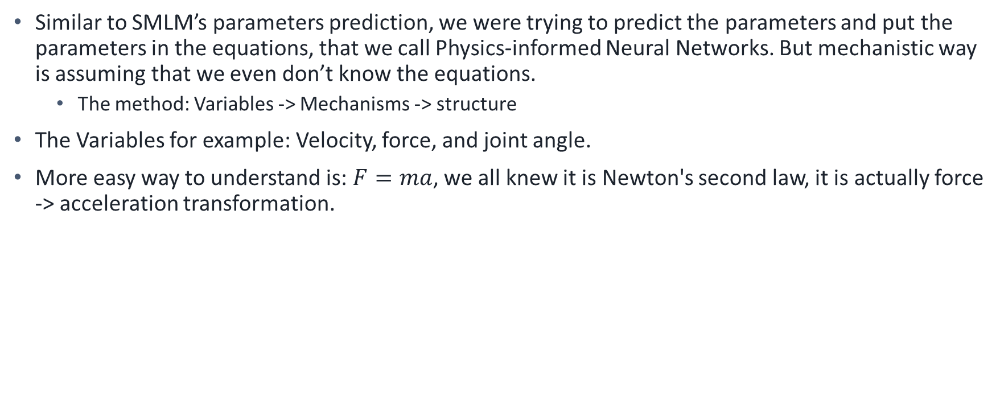 • Similar to SMLM’s parameters prediction, we were trying to predict the parameters and put the
parameters in the equations, that we call Physics-informed Neural Networks. But mechanistic way
is assuming that we even don’t know the equations.
• The method: Variables -> Mechanisms -> structure
• The Variables for example: Velocity, force, and joint angle.
• More easy way to understand is: F = ma, we all knew it is Newton's second law, it is actually force
-> acceleration transformation.